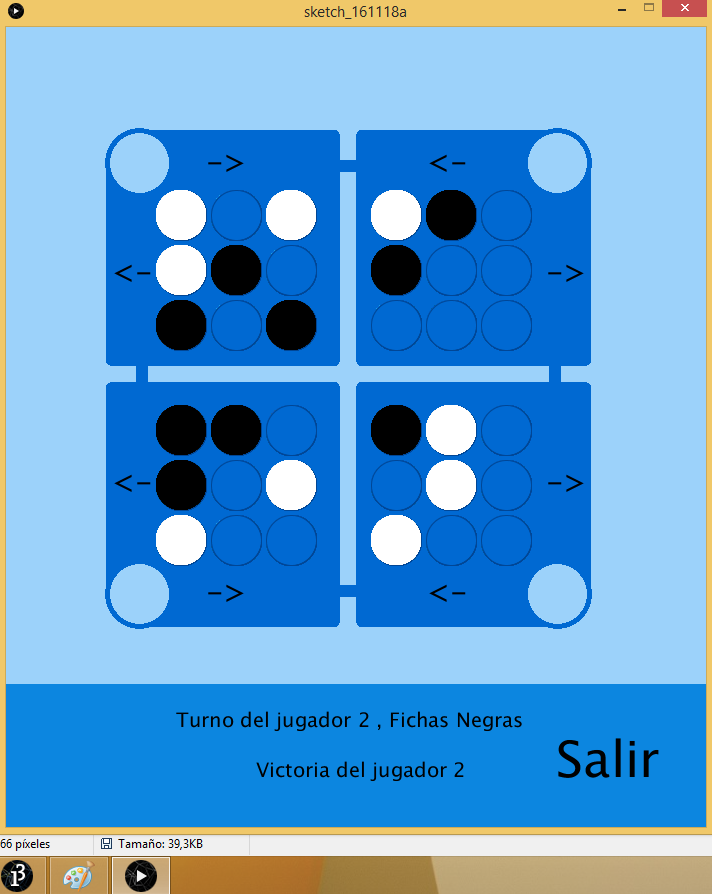 sketch_161118a
-> <-
<- ->
<- ->
-> <-
Turno del jugador 2 , Fichas Negras
Victoria del jugador 2
Salir
66 píxeles
Tamaño: 39,3KB